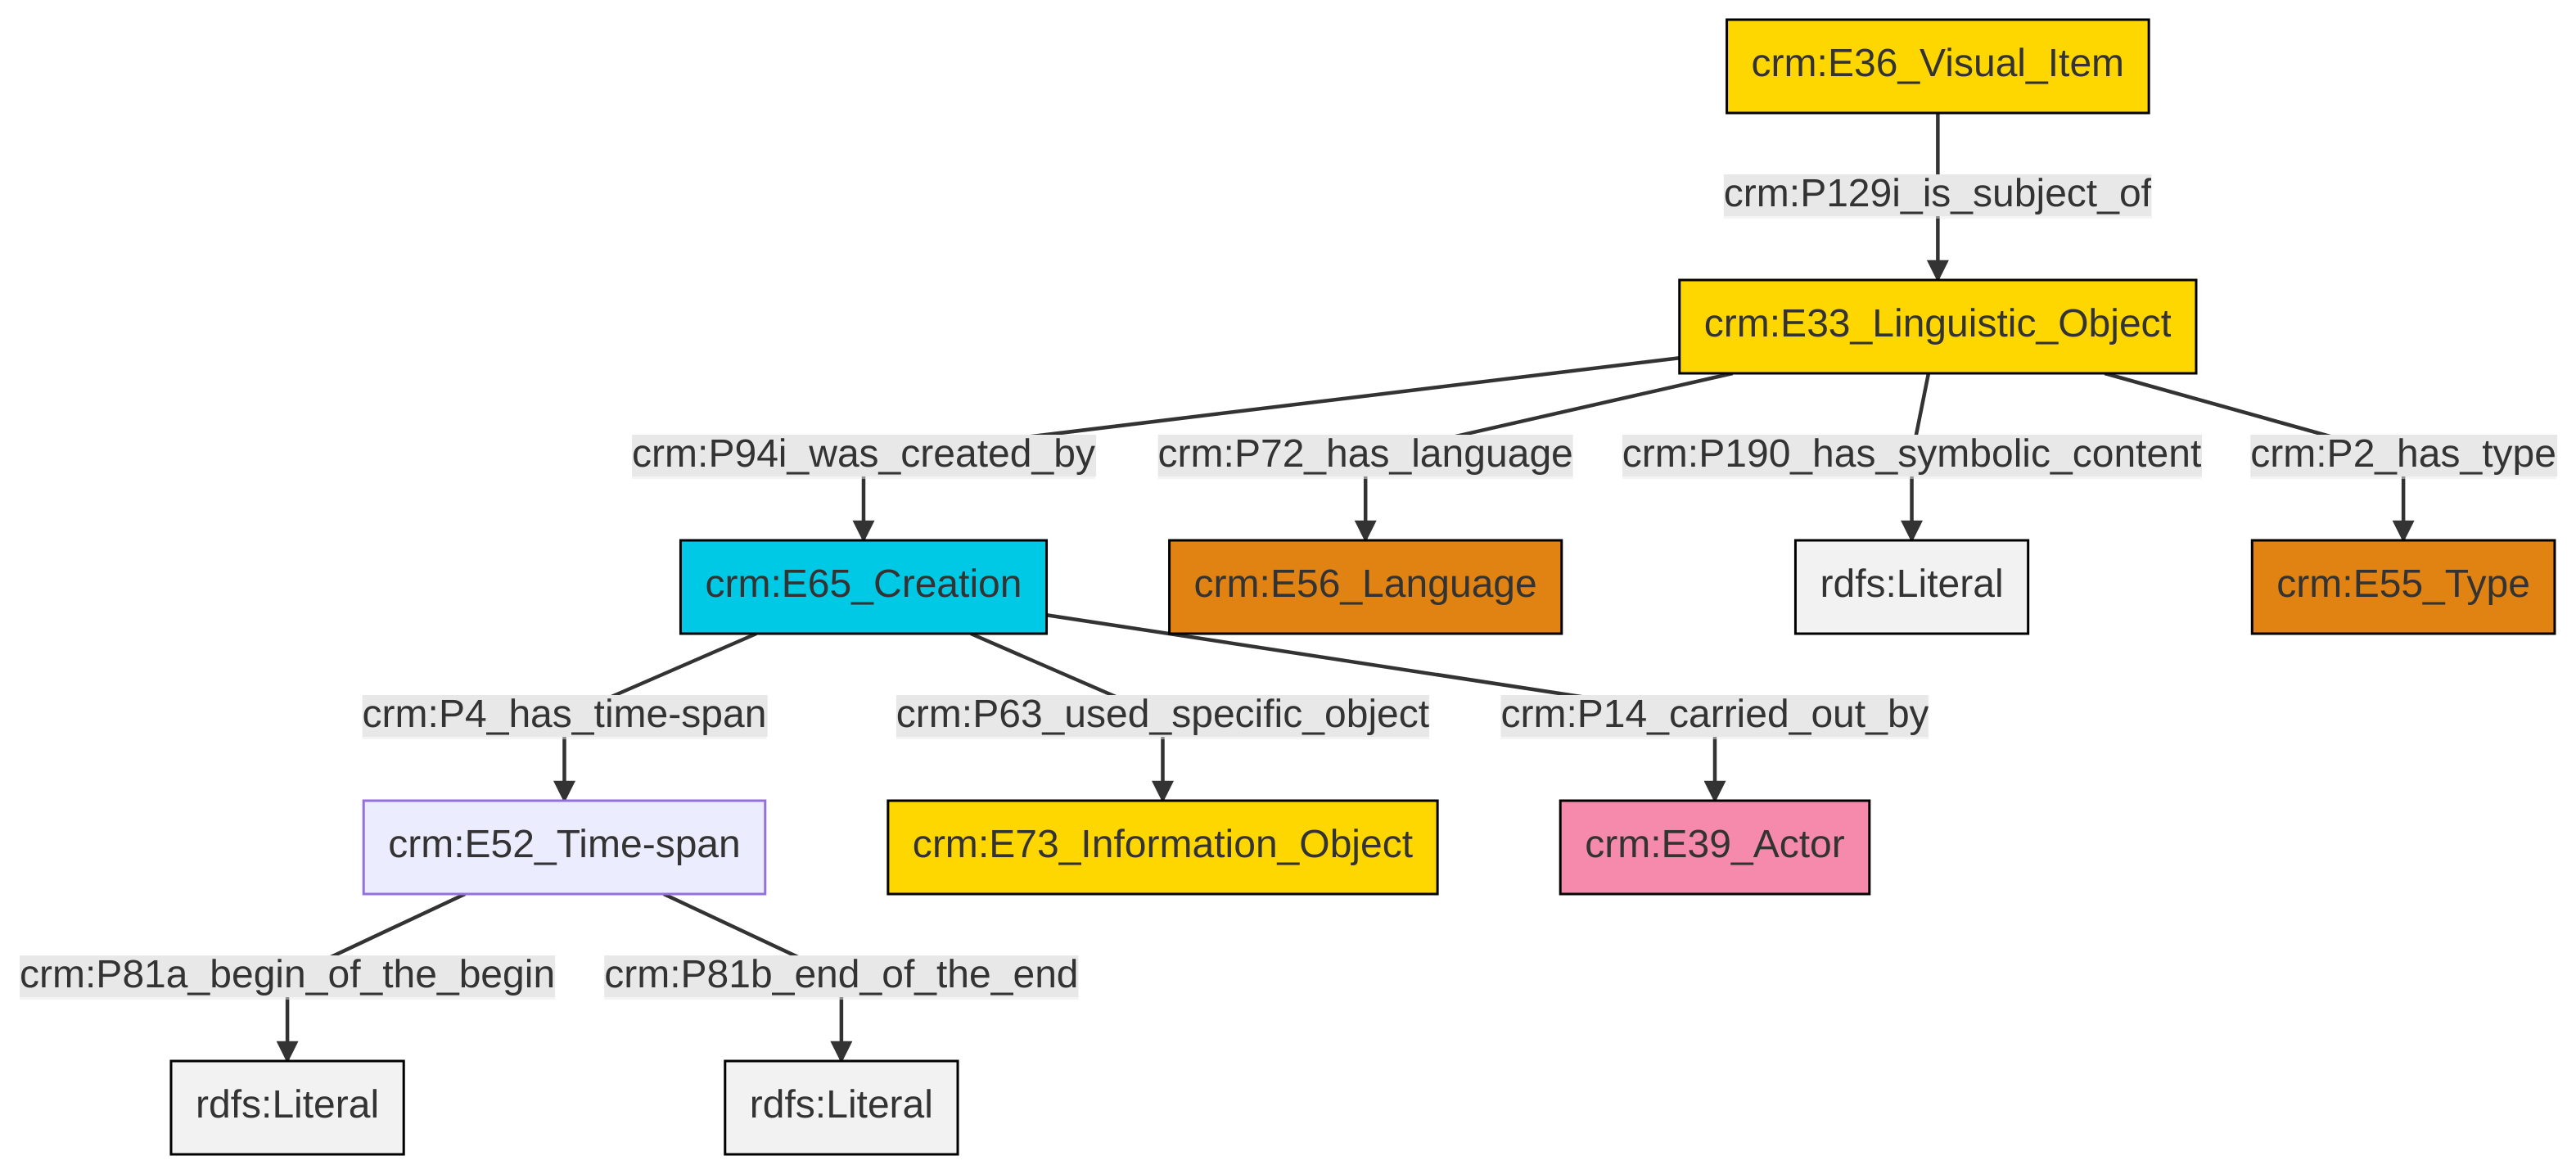 crm:E36_Visual_Item
crm:P129i_is_subject_of
crm:E33_Linguistic_Object
crm:P94i_was_created_by
crm:P72_has_language
crm:P190_has_symbolic_content
crm:P2_has_type
crm:E65_Creation
crm:E56_Language
rdfs:Literal
crm:E55_Type
crm:P4_has_time-span
crm:P63_used_specific_object
crm:P14_carried_out_by
crm:E52_Time-span
crm:E73_Information_Object
crm:E39_Actor
crm:P81a_begin_of_the_begin
crm:P81b_end_of_the_end
rdfs:Literal
rdfs:Literal